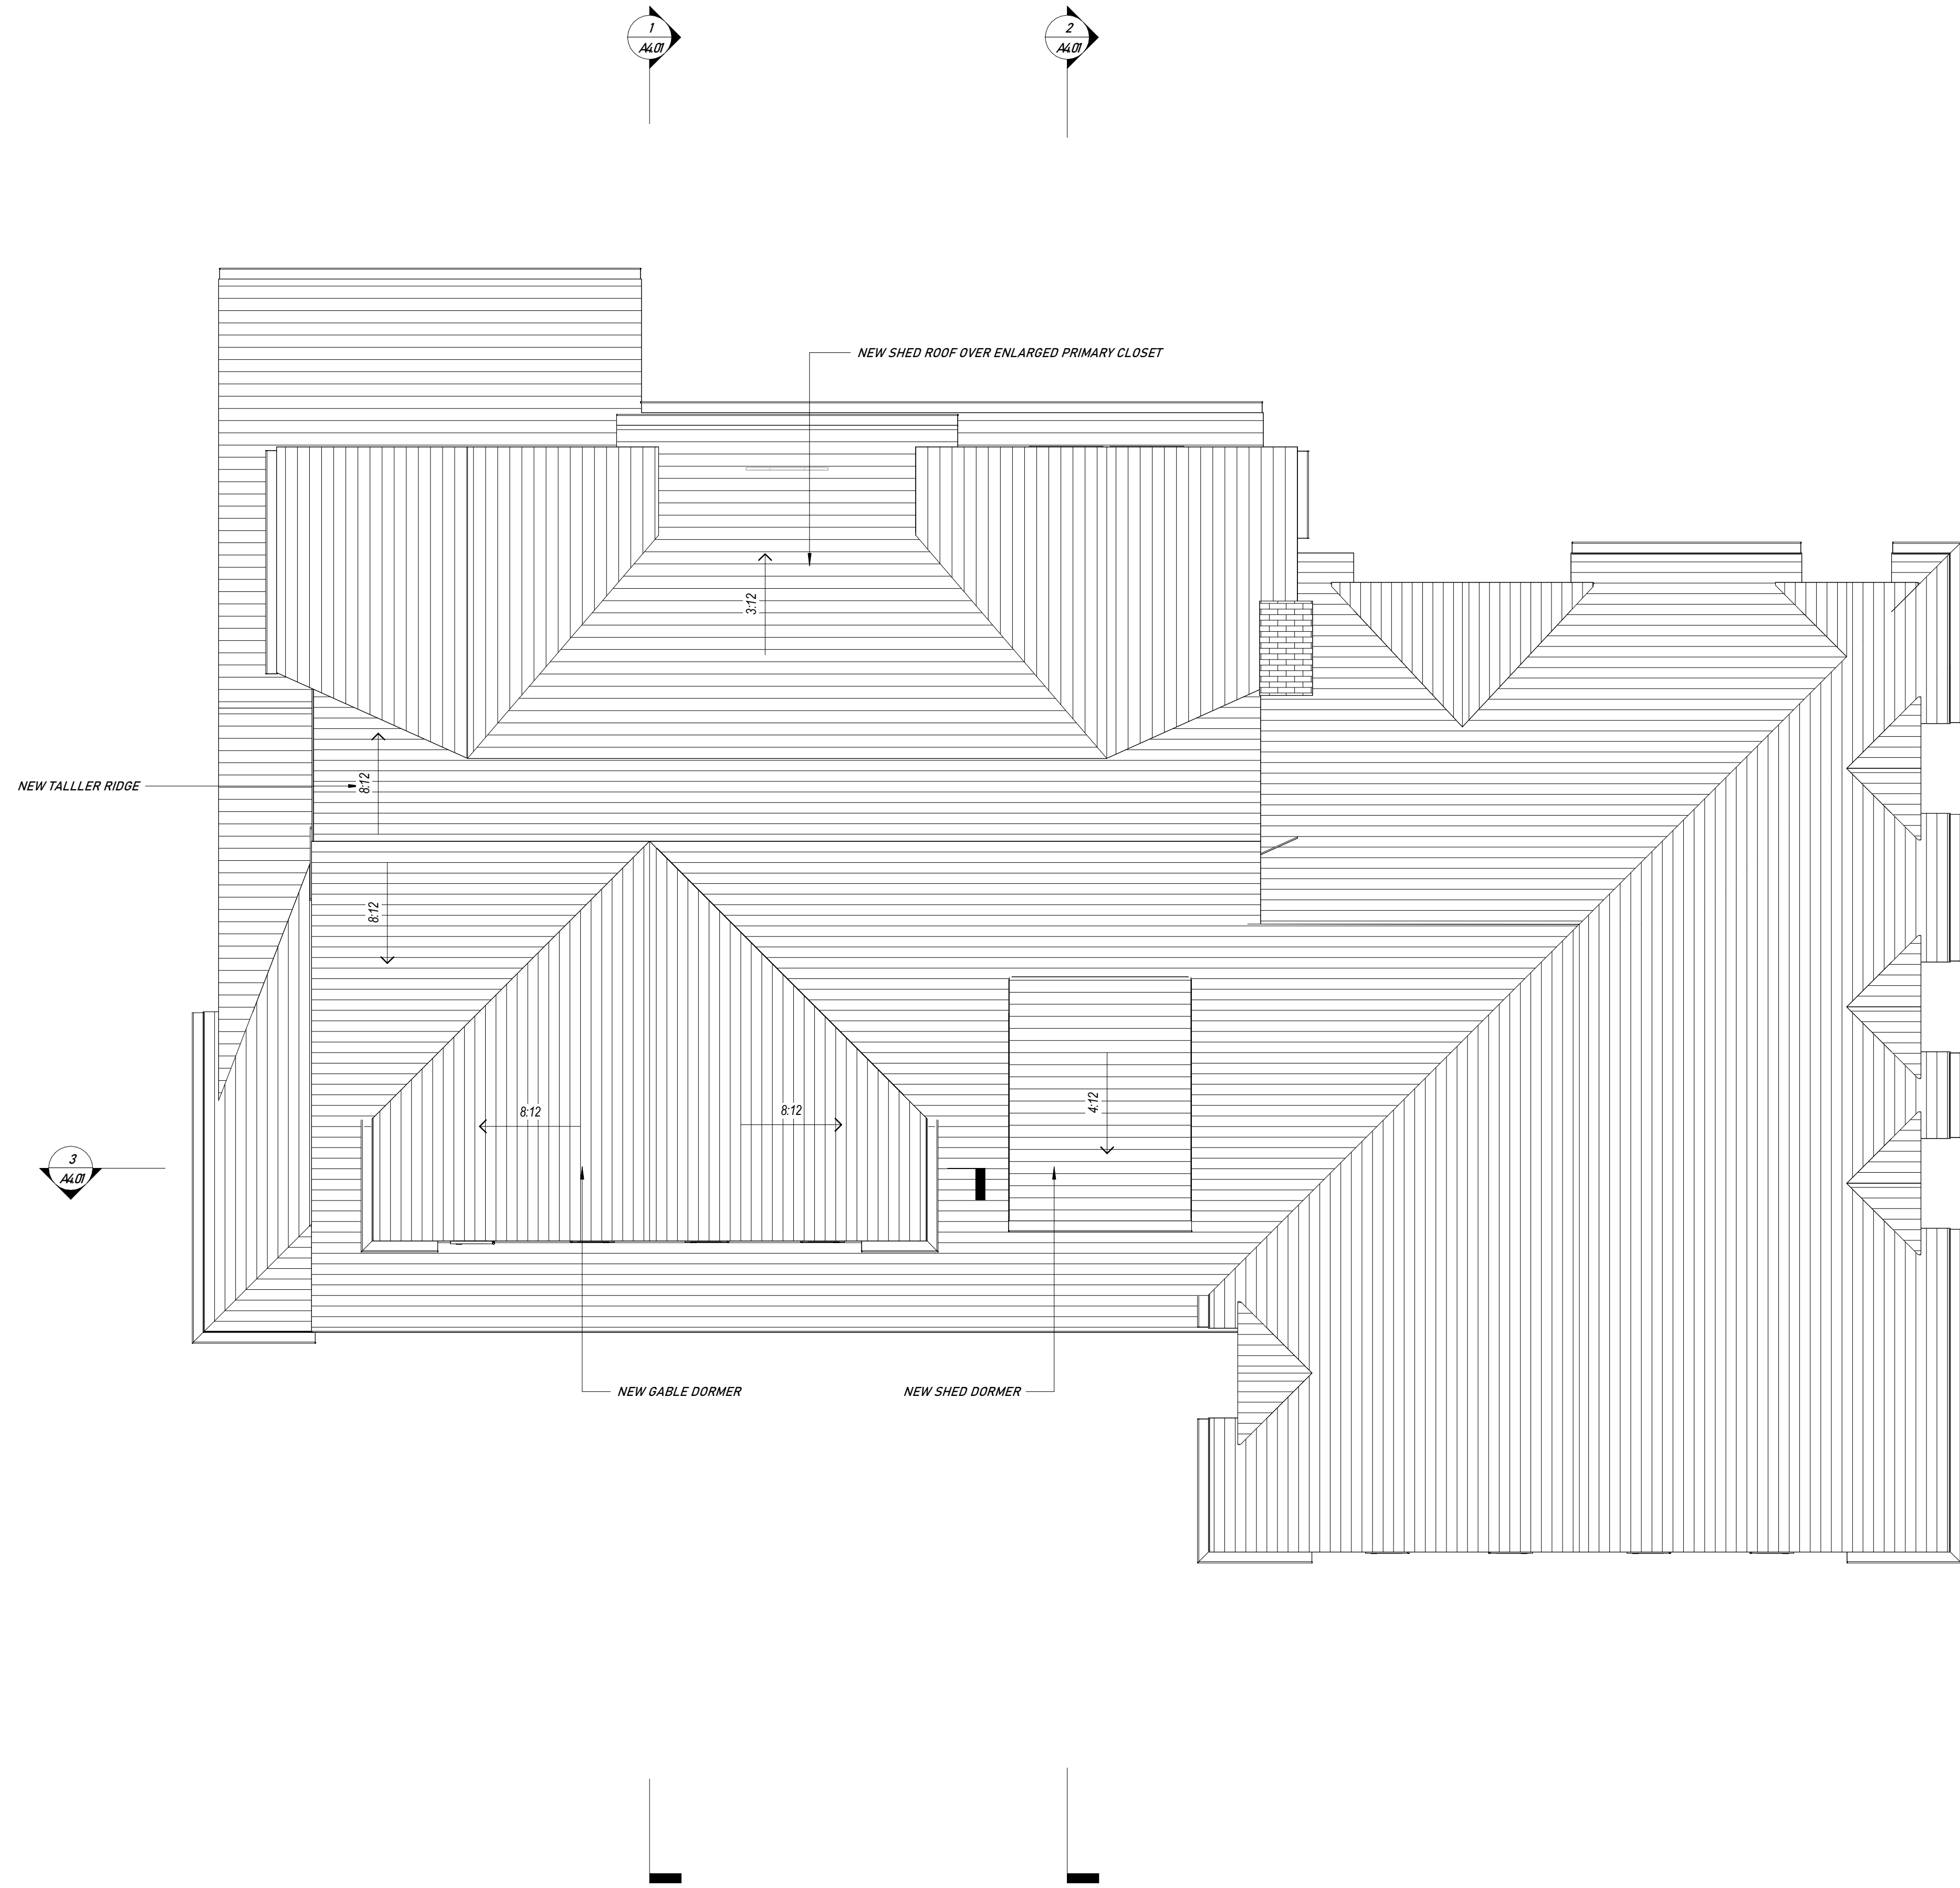 1
A4.01
2
A4.01
NEW SHED ROOF OVER ENLARGED PRIMARY CLOSET
3:12
NEW TALLLER RIDGE
8:12
8:12
8:12
8:12
4:12
3
A4.01
NEW GABLE DORMER
NEW SHED DORMER